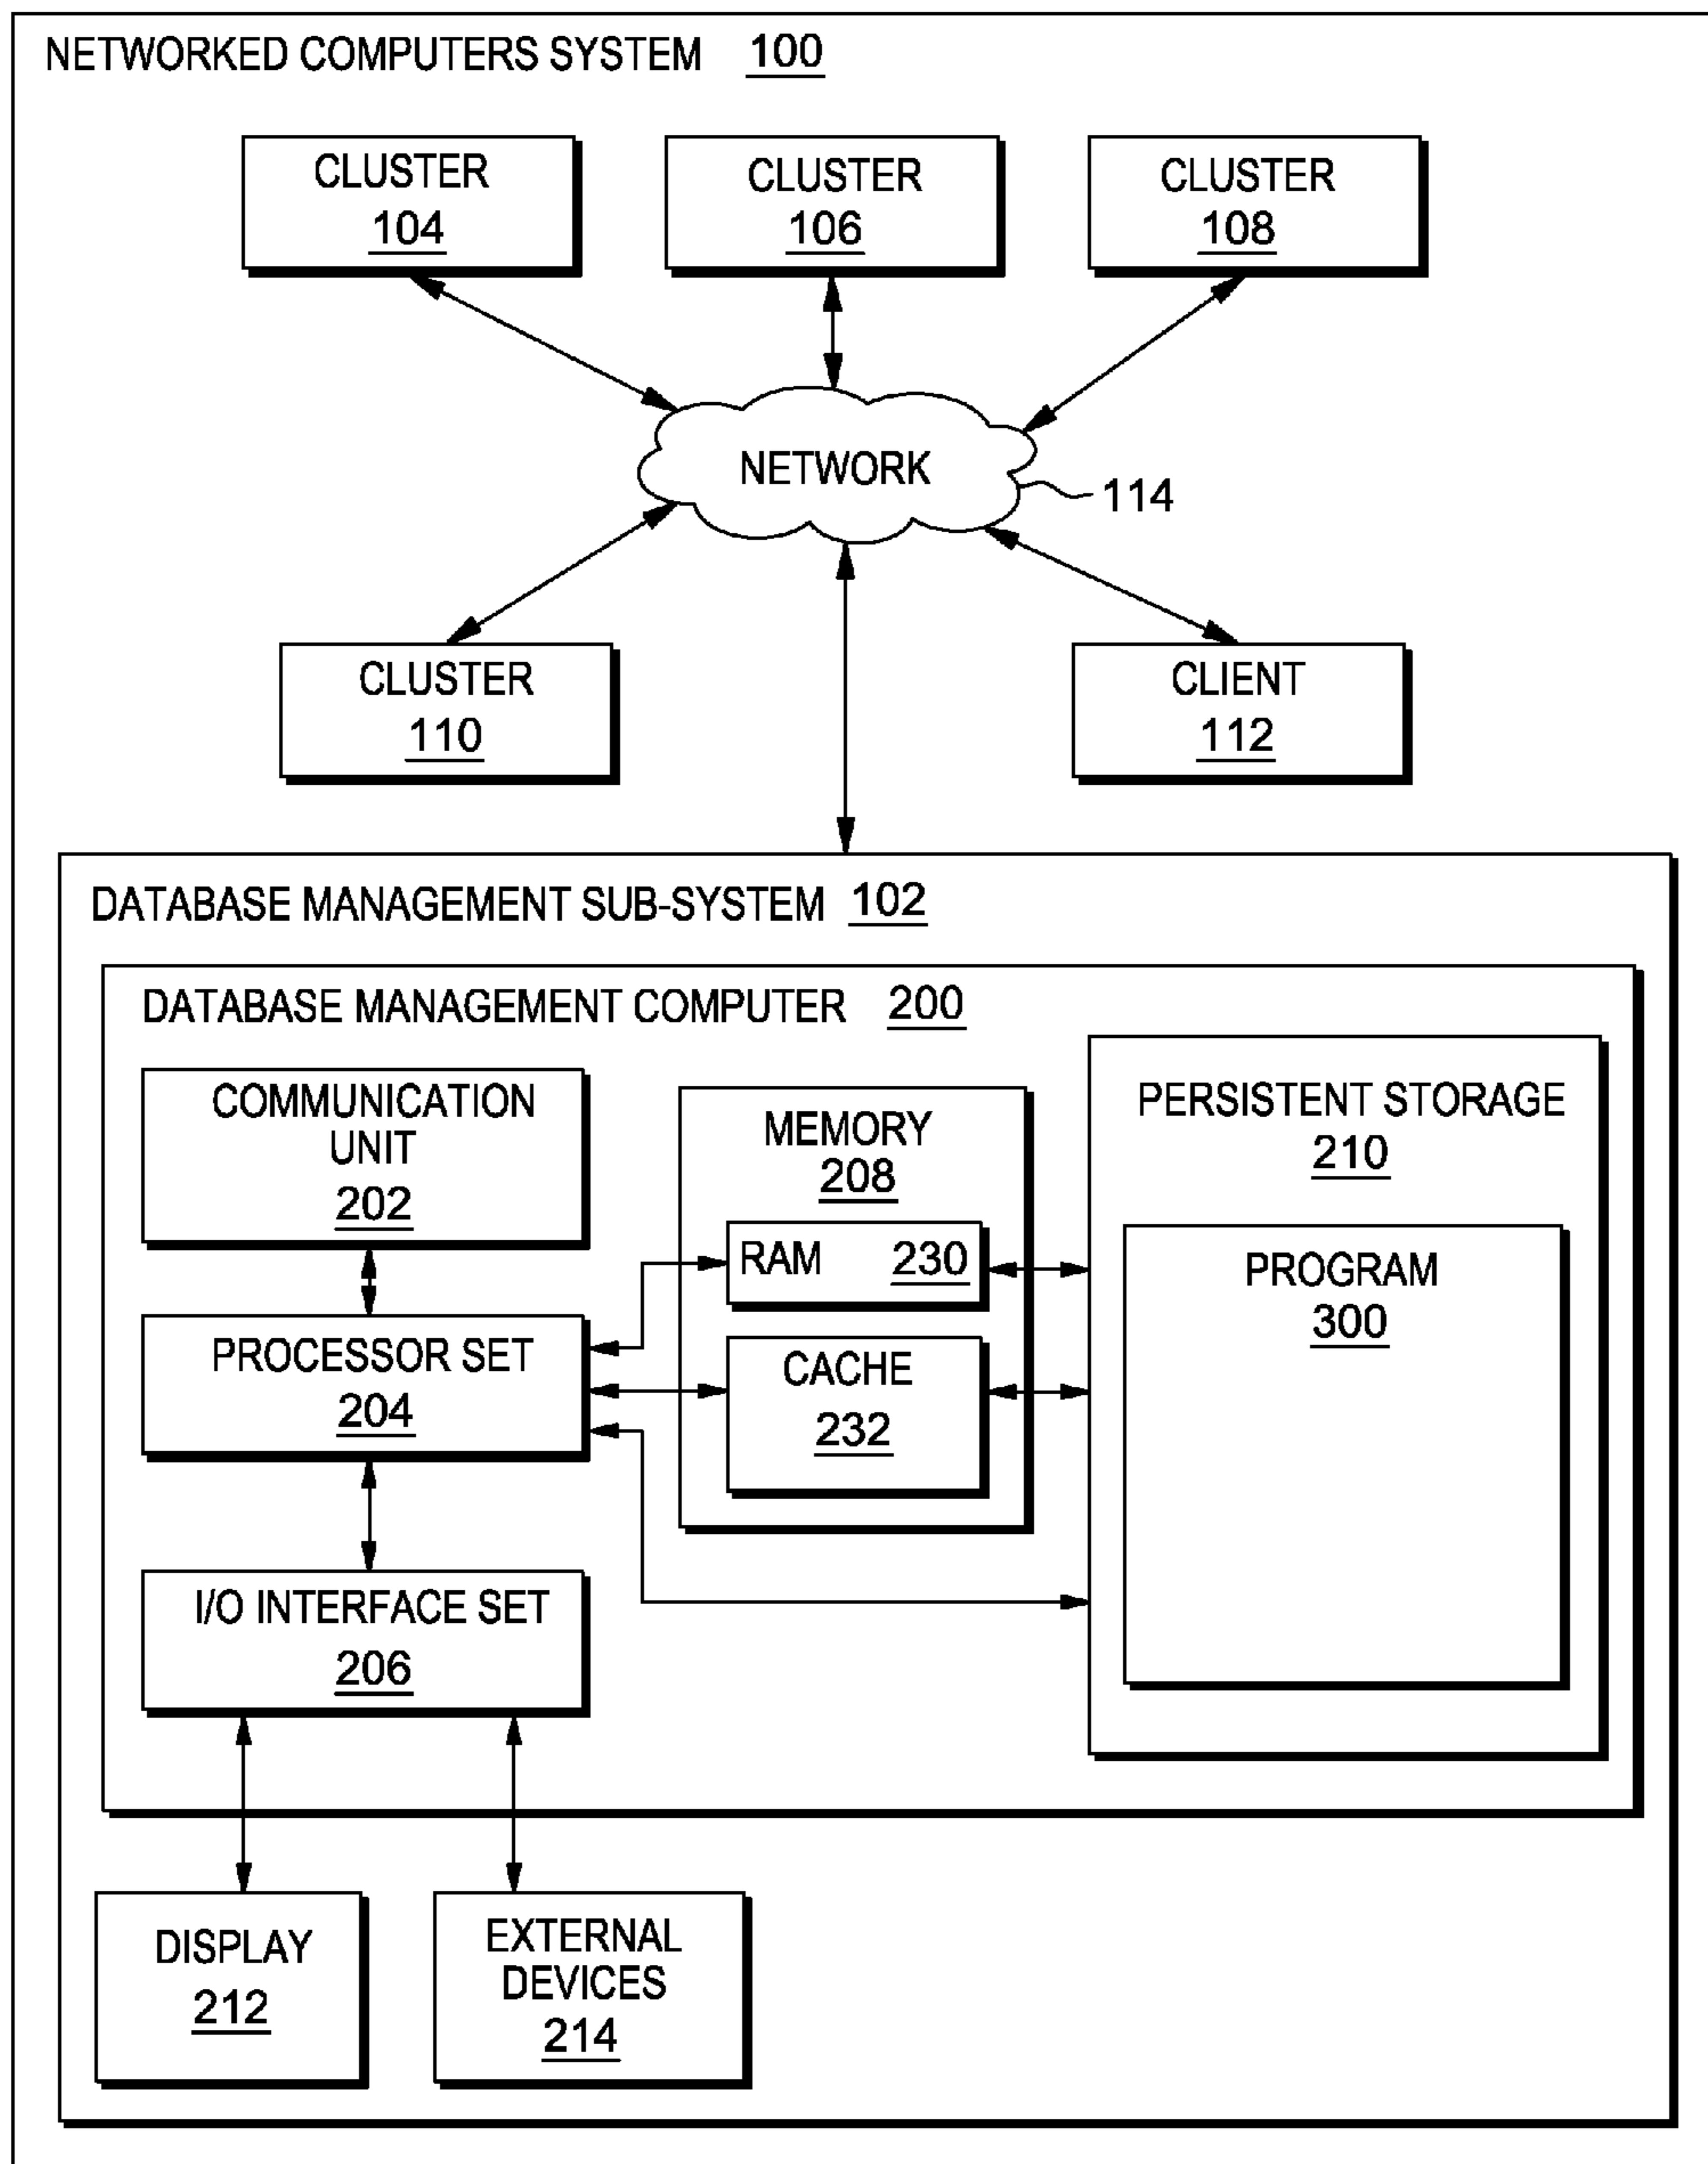 NETWORKED COMPUTERS SYSTEM 100
CLUSTER
104
CLUSTER
106
CLUSTER
108
NETWORK
114
CLUSTER
110
CLIENT
112
DATABASE MANAGEMENT SUB-SYSTEM 102
DATABASE MANAGEMENT COMPUTER 200
COMMUNICATION
UNIT
202
PROCESSOR SET
204
I/O INTERFACE SET
206
MEMORY
208
RAM 230
CACHE
232
PERSISTENT STORAGE
210
PROGRAM
300
DISPLAY
212
EXTERNAL
DEVICES
214